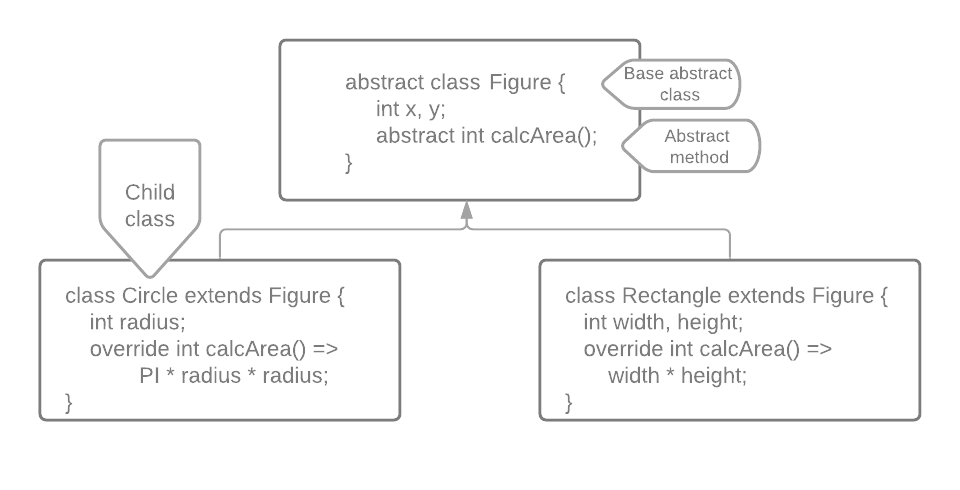 abstract class Figure {
int x, y;
abstract int calcArea();
}
Base abstract
class
Abstract
method
Child
class
class Circle extends Figure {
int radius;
override int calcArea() =>
PI * radius * radius;
}
class Rectangle extends Figure {
int width, height;
override int calcArea() =>
width * height;
}